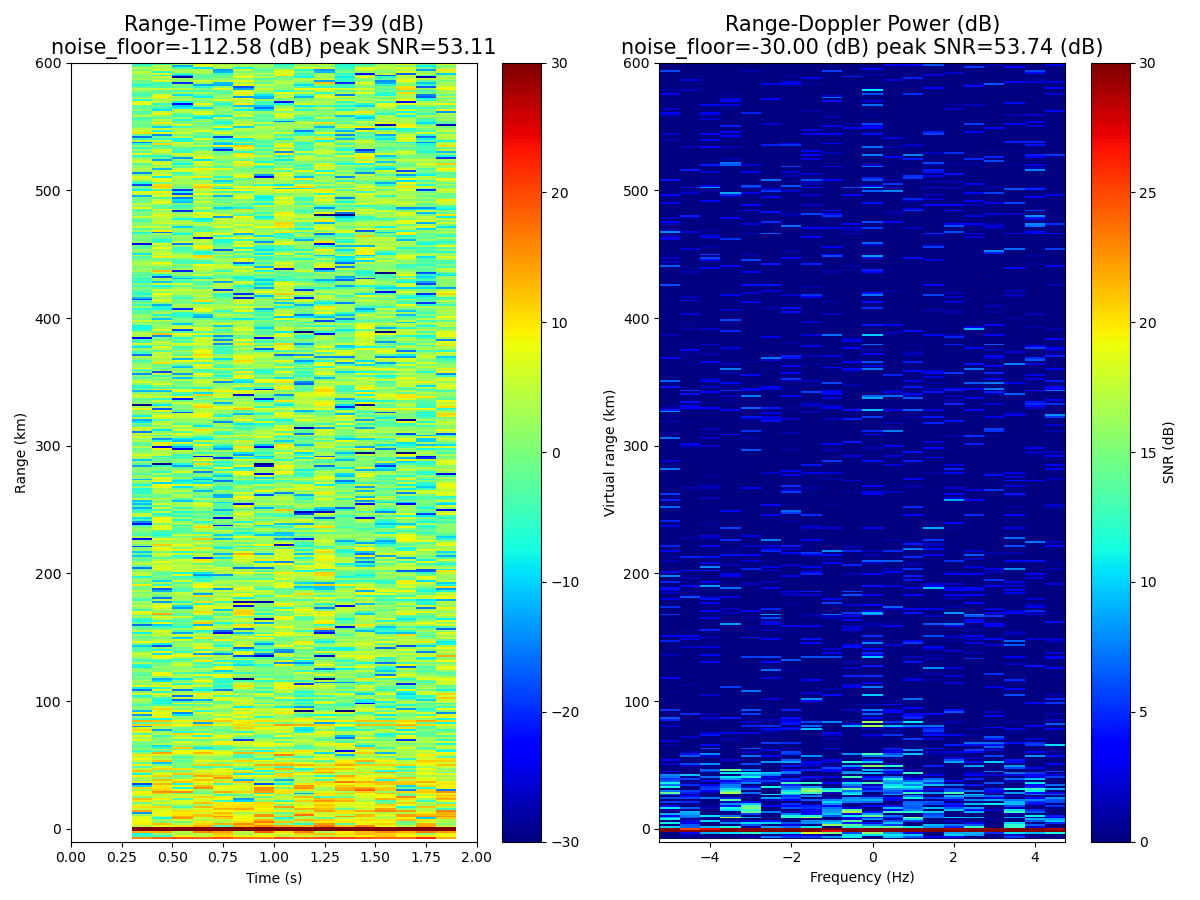 Range-Time Power f=39 (dB)
noise_floor=-112.58 (dB) peak SNR=53.11
600
500
400
300
200
100
0
Range (km)
0.00 0.25 0.50 0.75 1.00 1.25 1.50 1.75 2.00
Time (s)
30
20
10
0
−10
−20
−30
Range-Doppler Power (dB)
noise_floor=-30.00 (dB) peak SNR=53.74 (dB)
600
500
400
300
200
100
0
Virtual range (km)
−4 −2 0 2 4
Frequency (Hz)
30
25
20
15
10
5
0
SNR (dB)